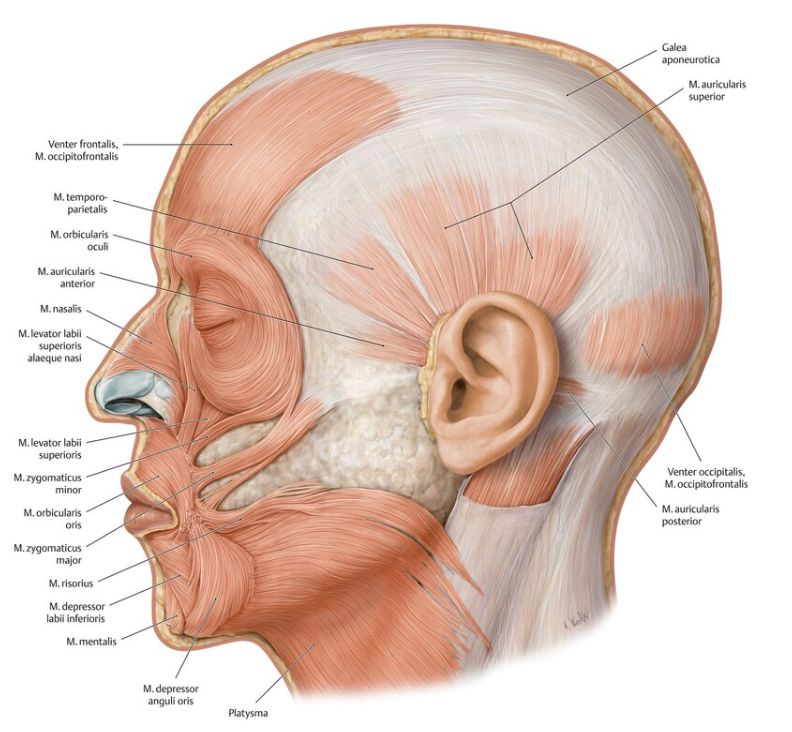 Galea
aponeurotica
M. auricularis
superior
Venter frontalis,
M. occipitofrontalis
M. temporo-
parietalis
M. orbicularis
oculi
M. auricularis
anterior
M. nasalis
M. levator labii
superioris
alaeque nasi
M. levator labii
superioris
M. zygomaticus
minor
M. orbicularis
oris
M. zygomaticus
major
M. risorius
M. depressor
labii inferioris
M. mentalis
M. depressor
anguli oris
Platysma
Venter occipitalis,
M. occipitofrontalis
M. auricularis
posterior